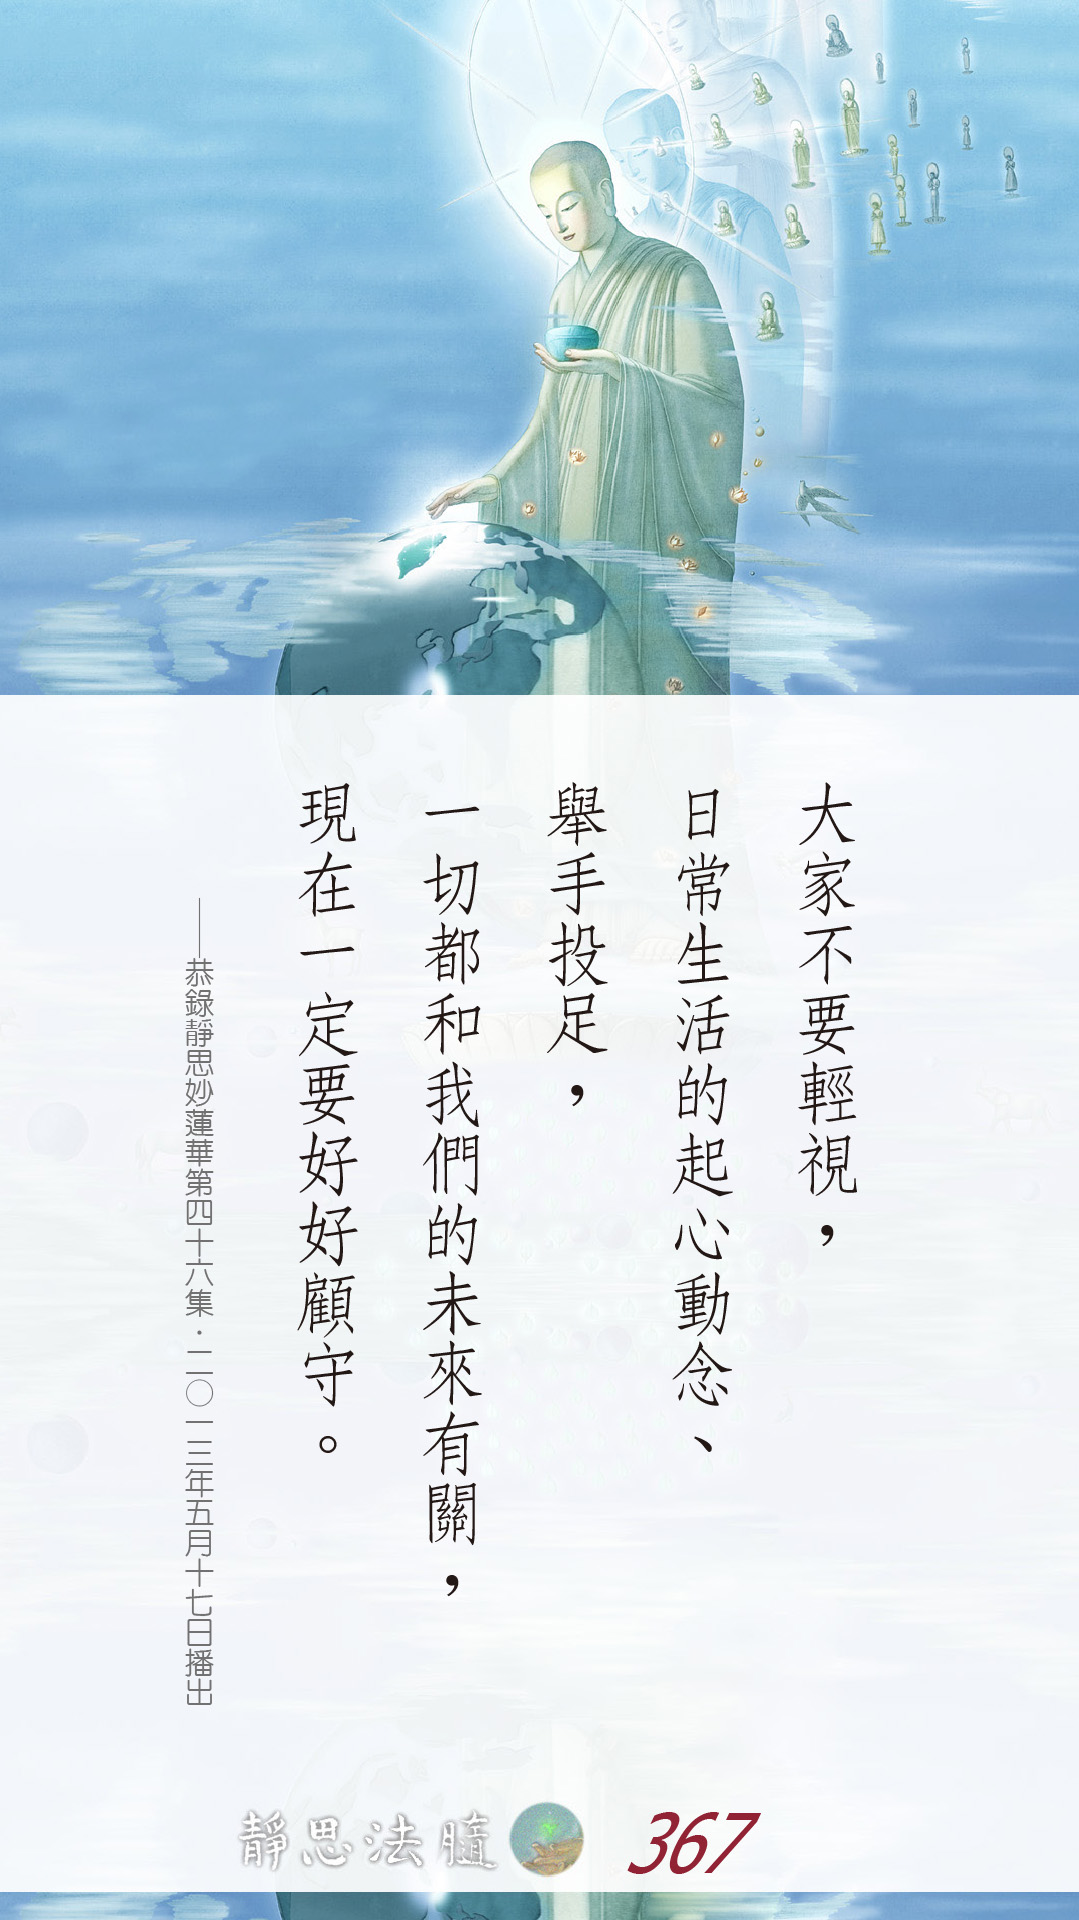 大家不要輕視，
日常生活的起心動念、
舉手投足，
一切都和我們的未來有關，
現在一定要好好顧守。
——恭錄靜思妙蓮華第四十六集．二〇一三年五月十七日播出
靜思法髓 367